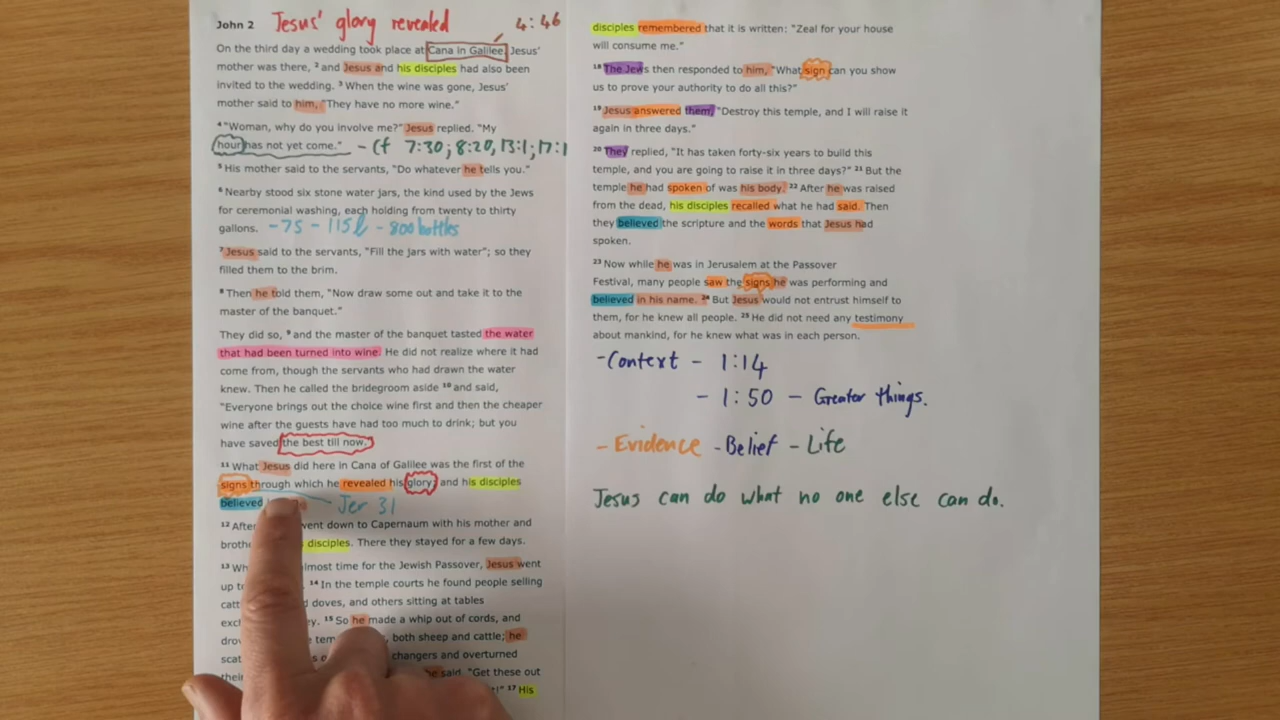 John 2 Jesus' glory revealed 4:46
On the third day a wedding took place at Cana in Galilee. Jesus'
mother was there, 2 and Jesus and his disciples had also been
invited to the wedding. 3 When the wine was gone, Jesus'
mother said to him, "They have no more wine."
4 "Woman, why do you involve me?" Jesus replied. "My
hour has not yet come." - Cf 7:30; 8:20, 13:1; 17:1
5 His mother said to the servants, "Do whatever he tells you."
6 Nearby stood six stone water jars, the kind used by the Jews
for ceremonial washing, each holding from twenty to thirty
gallons. - 75 - 115l - 800 bottles
7 Jesus said to the servants, "Fill the jars with water"; so they
filled them to the brim.
8 Then he told them, "Now draw some out and take it to the
master of the banquet."
They did so, 9 and the master of the banquet tasted the water
that had been turned into wine. He did not realize where it had
come from, though the servants who had drawn the water
knew. Then he called the bridegroom aside 10 and said,
"Everyone brings out the choice wine first and then the cheaper
wine after the guests have had too much to drink; but you
have saved the best till now."
11 What Jesus did here in Cana of Galilee was the first of the
signs through which he revealed his glory; and his disciples
believed Jer 31
12 After went down to Capernaum with his mother and
disciples. There they stayed for a few days.
13 almost time for the Jewish Passover, Jesus went
up 14 In the temple courts he found people selling
doves, and others sitting at tables
15 So he made a whip out of cords, and
both sheep and cattle; he
changers and overturned
he said, "Get these out
17 His
disciples remembered that it is written: "Zeal for your house
will consume me."
18 The Jews then responded to him, "What sign can you show
us to prove your authority to do all this?"
19 Jesus answered them, "Destroy this temple, and I will raise it
again in three days."
20 They replied, "It has taken forty-six years to build this
temple, and you are going to raise it in three days?" 21 But the
temple he had spoken of was his body. 22 After he was raised
from the dead, his disciples recalled what he had said. Then
they believed the scripture and the words that Jesus had
spoken.
23 Now while he was in Jerusalem at the Passover
Festival, many people saw the signs he was performing and
believed in his name. 24 But Jesus would not entrust himself to
them, for he knew all people. 25 He did not need any testimony
about mankind, for he knew what was in each person.
- Context - 1:14
- 1:50 - Greater things.
- Evidence - Belief - Life
Jesus can do what no one else can do.